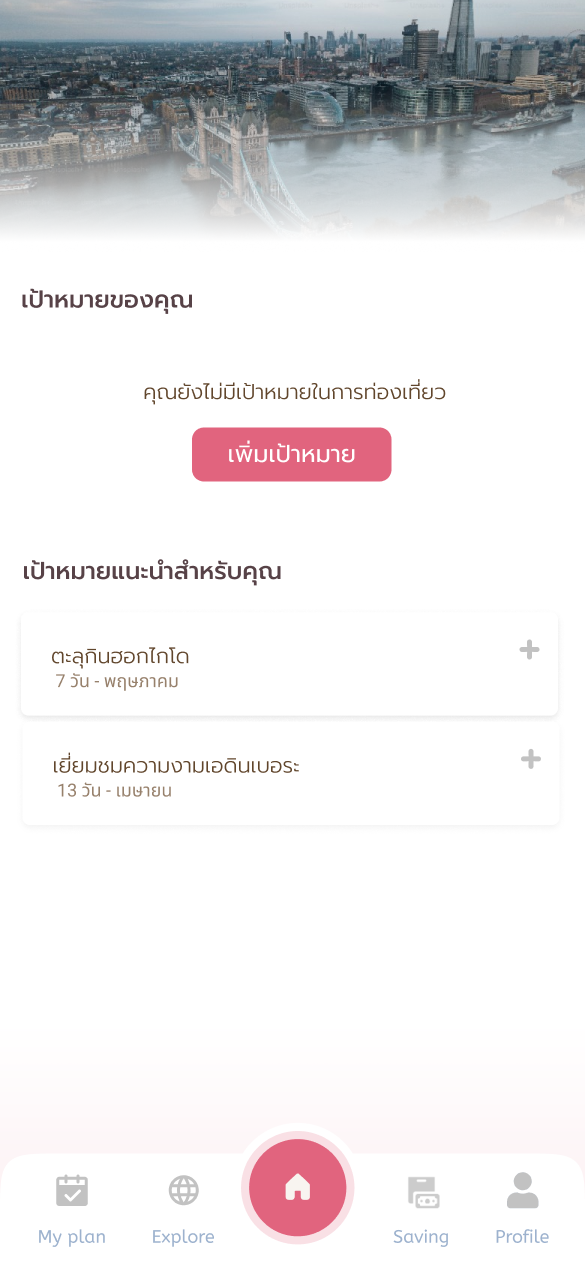 เป้าหมายของคุณ
คุณยังไม่มีเป้าหมายในการท่องเที่ยว
เพิ่มเป้าหมาย
เป้าหมายแนะนำสำหรับคุณ
ตะลุกินฮอกไกโด
7 วัน - พฤษภาคม
เยี่ยมชมความงามเอดินเบอระ
13 วัน - เมษายน
My plan
Explore
Saving
Profile